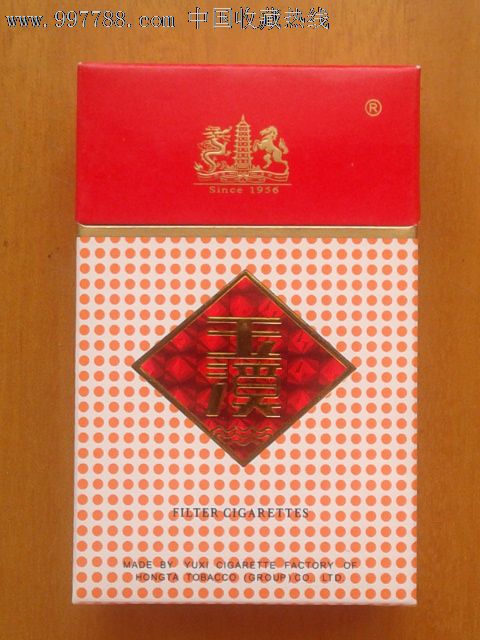 www.997788.com 中国收藏热线
®
Since 1956
玉溪
FILTER CIGARETTES
MADE BY YUXI CIGARETTE FACTORY OF
HONGTA TOBACCO (GROUP) CO. LTD